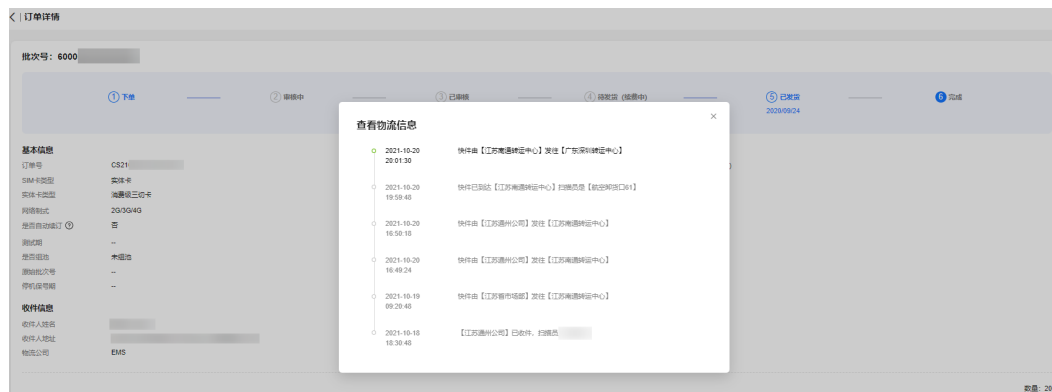 订单详情
批次号：6000
1 下单
2 审核中
3 已审核
4 待发货（续费中）
5 已发货
2020/09/24
6 完成
查看物流信息
×
2021-10-20
20:01:30
快件由【江苏南通转运中心】发往【广东深圳转运中心】
2021-10-20
19:59:48
快件已到达【江苏南通转运中心】扫描员是【航空卸货口61】
2021-10-20
16:50:18
快件由【江苏通州公司】发往【江苏南通转运中心】
2021-10-20
16:49:24
快件由【江苏通州公司】发往【江苏南通转运中心】
2021-10-19
09:20:48
快件由【江苏省市场部】发往【江苏南通转运中心】
2021-10-18
18:30:48
【江苏通州公司】已收件，扫描员
基本信息
订单号 CS21
SIM卡类型 实体卡
实体卡类型 消费级三切卡
网络制式 2G/3G/4G
是否自动续订 ? 否
测试期 --
是否组池 未组池
原始批次号 --
停机保号期 --
收件信息
收件人姓名
收件人地址
物流公司 EMS
数量：20